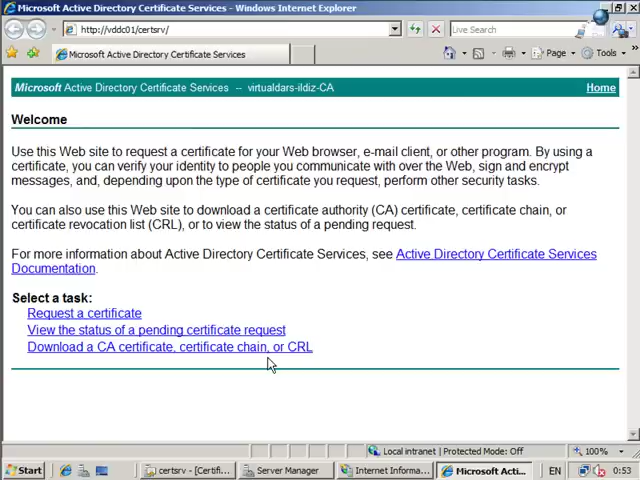 Microsoft Active Directory Certificate Services - Windows Internet Explorer
http://vddc01/certsrv/
Live Search
Microsoft Active Directory Certificate Services
Page
Tools
Microsoft Active Directory Certificate Services -- virtualdars-ildiz-CA
Home
Welcome
Use this Web site to request a certificate for your Web browser, e-mail client, or other program. By using a
certificate, you can verify your identity to people you communicate with over the Web, sign and encrypt
messages, and, depending upon the type of certificate you request, perform other security tasks.
You can also use this Web site to download a certificate authority (CA) certificate, certificate chain, or
certificate revocation list (CRL), or to view the status of a pending request.
For more information about Active Directory Certificate Services, see Active Directory Certificate Services
Documentation.
Select a task:
Request a certificate
View the status of a pending certificate request
Download a CA certificate, certificate chain, or CRL
Local intranet | Protected Mode: Off
100%
Start
certsrv - [Certifi...
Server Manager
Internet Informa...
Microsoft Acti...
EN
0:53